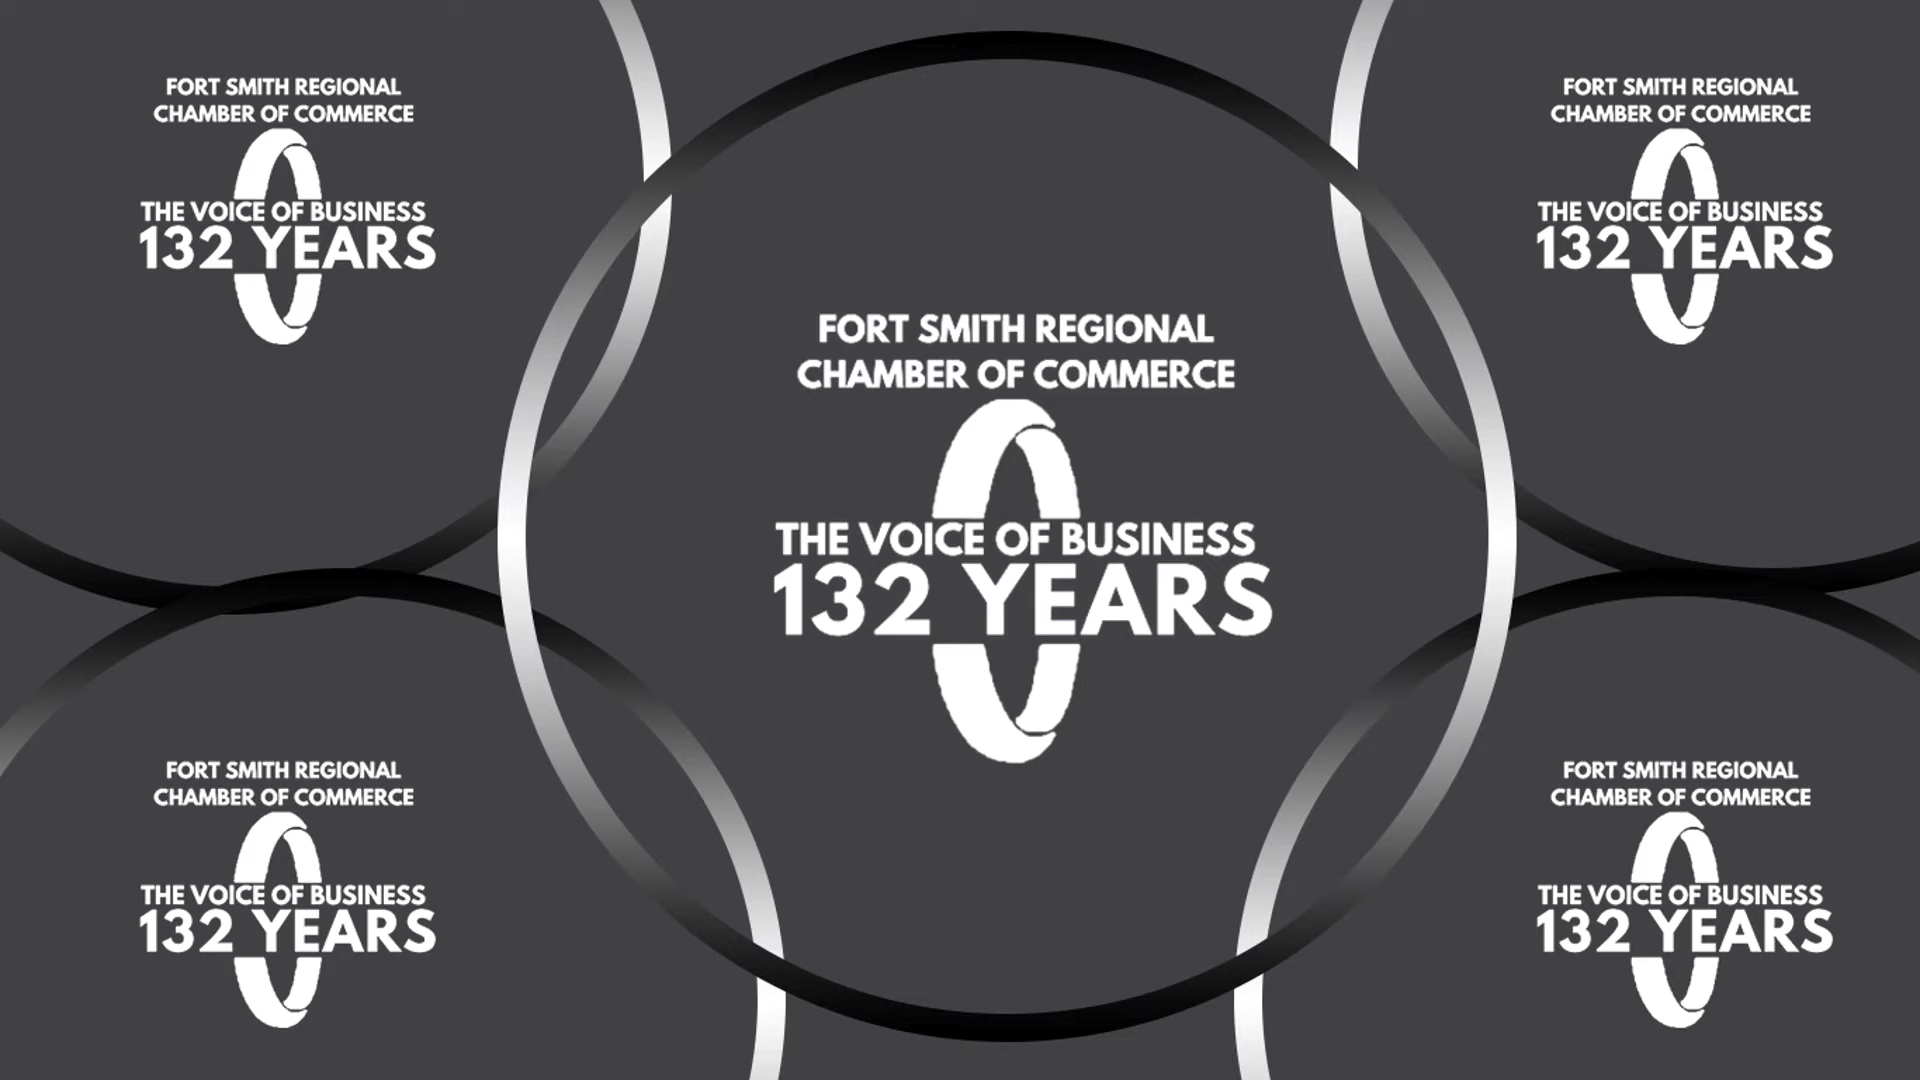 FORT SMITH REGIONAL
CHAMBER OF COMMERCE
THE VOICE OF BUSINESS
132 YEARS
FORT SMITH REGIONAL
CHAMBER OF COMMERCE
THE VOICE OF BUSINESS
132 YEARS
FORT SMITH REGIONAL
CHAMBER OF COMMERCE
THE VOICE OF BUSINESS
132 YEARS
FORT SMITH REGIONAL
CHAMBER OF COMMERCE
THE VOICE OF BUSINESS
132 YEARS
FORT SMITH REGIONAL
CHAMBER OF COMMERCE
THE VOICE OF BUSINESS
132 YEARS